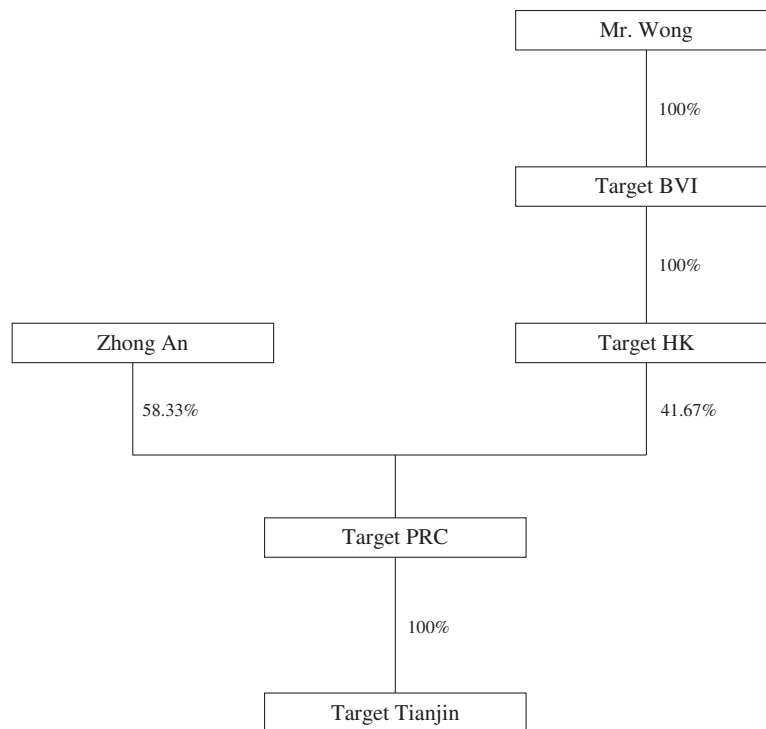 Mr. Wong
100%
Target BVI
100%
Zhong An
Target HK
58.33%
41.67%
Target PRC
100%
Target Tianjin